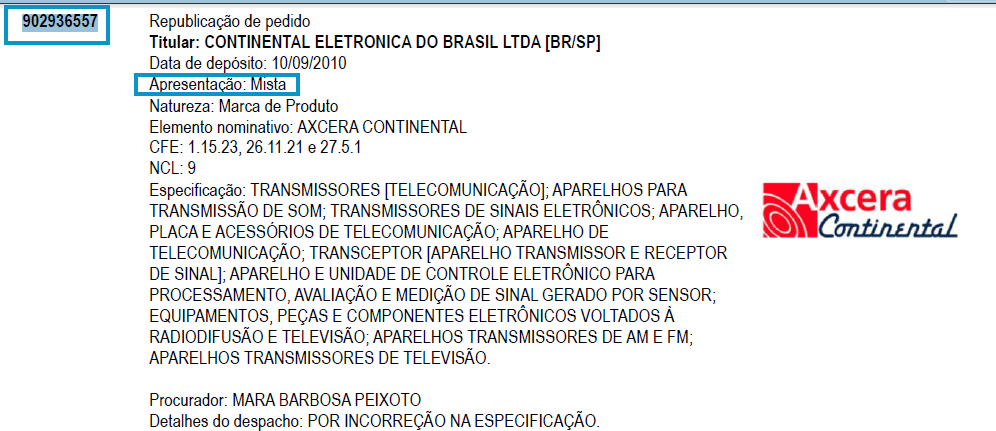 902936557
Republicação de pedido
Titular: CONTINENTAL ELETRONICA DO BRASIL LTDA [BR/SP]
Data de depósito: 10/09/2010
Apresentação: Mista
Natureza: Marca de Produto
Elemento nominativo: AXCERA CONTINENTAL
CFE: 1.15.23, 26.11.21 e 27.5.1
NCL: 9
Especificação: TRANSMISSORES [TELECOMUNICAÇÃO]; APARELHOS PARA
TRANSMISSÃO DE SOM; TRANSMISSORES DE SINAIS ELETRÔNICOS; APARELHO,
PLACA E ACESSÓRIOS DE TELECOMUNICAÇÃO; APARELHO DE
TELECOMUNICAÇÃO; TRANSCEPTOR [APARELHO TRANSMISSOR E RECEPTOR
DE SINAL]; APARELHO E UNIDADE DE CONTROLE ELETRÔNICO PARA
PROCESSAMENTO, AVALIAÇÃO E MEDIÇÃO DE SINAL GERADO POR SENSOR;
EQUIPAMENTOS, PEÇAS E COMPONENTES ELETRÔNICOS VOLTADOS À
RADIODIFUSÃO E TELEVISÃO; APARELHOS TRANSMISSORES DE AM E FM;
APARELHOS TRANSMISSORES DE TELEVISÃO.
Axcera
Continental
Procurador: MARA BARBOSA PEIXOTO
Detalhes do despacho: POR INCORREÇÃO NA ESPECIFICAÇÃO.